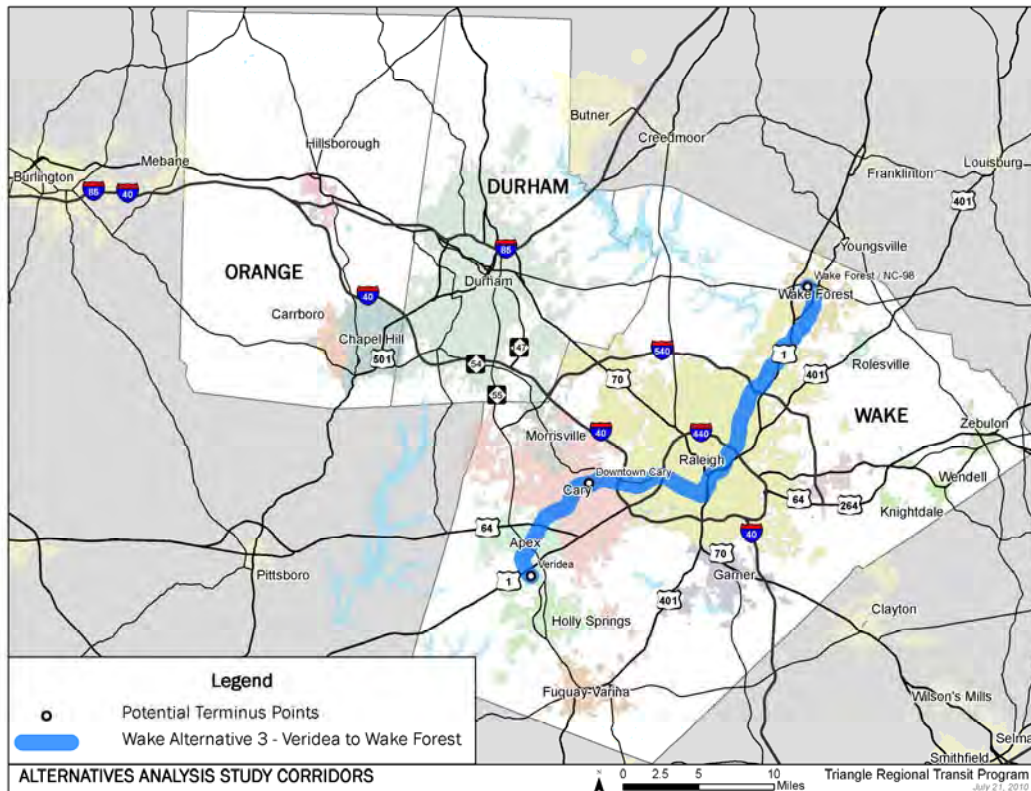 Butner
Creedmoor
Hillsborough
Mebane
Burlington
85
40
DURHAM
Louisburg
Franklinton
401
Youngsville
85
ORANGE
Durham
Wake Forest / NC-98
Wake Forest
40
Carrboro
Chapel Hill
501
147
54
540
1
401
Rolesville
70
55
WAKE
Morrisville
40
440
Zebulon
Raleigh
Downtown Cary
Cary
Wendell
64
264
Knightdale
64
Apex
40
Veridea
70
Pittsboro
1
Garner
401
Clayton
Holly Springs
Fuquay-Varina
Wilson's Mills
Selma
Smithfield
Legend
Potential Terminus Points
Wake Alternative 3 - Veridea to Wake Forest
ALTERNATIVES ANALYSIS STUDY CORRIDORS
N
0 2.5 5 10
Miles
Triangle Regional Transit Program
July 21, 2010